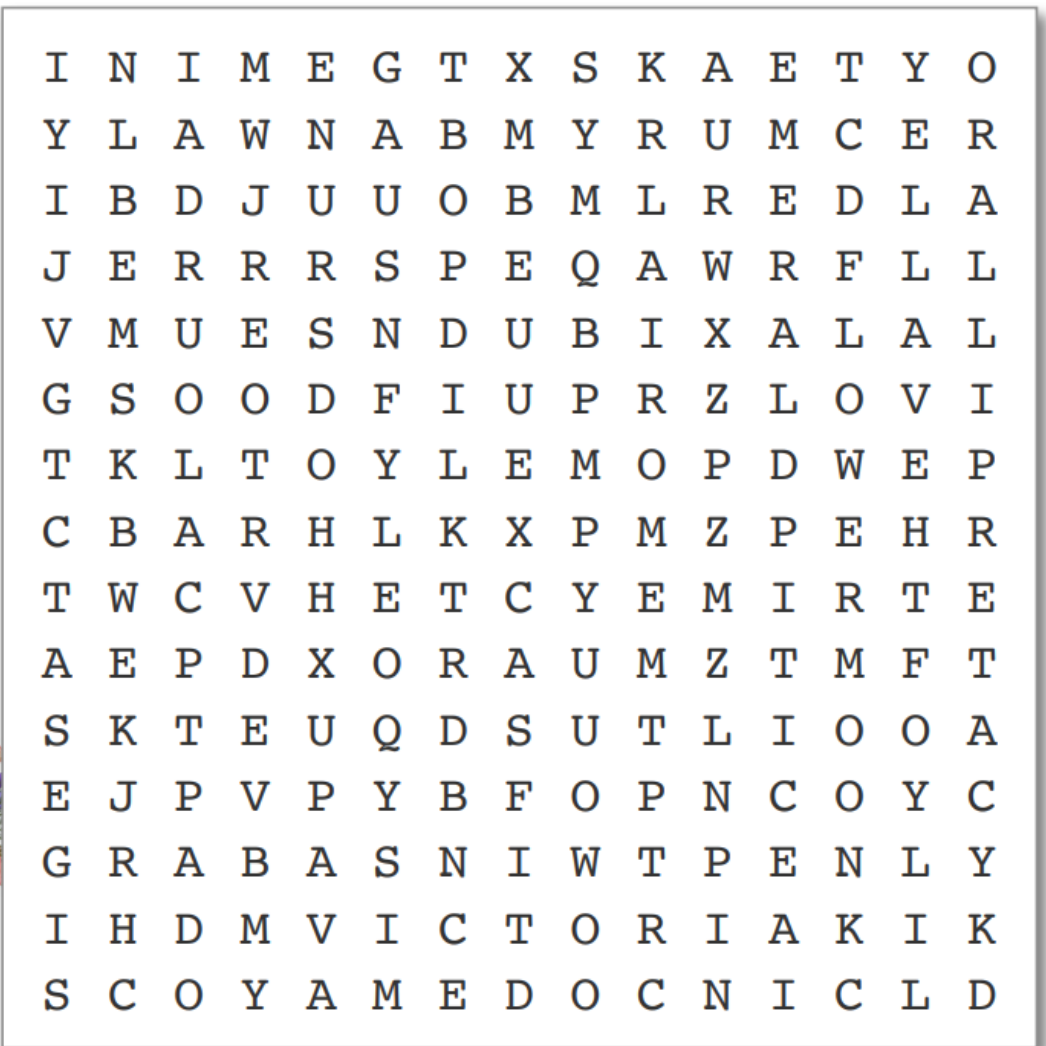 I N I M E G T X S K A E T Y O
Y L A W N A B M Y R U M C E R
I B D J U U O B M L R E D L A
J E R R R S P E Q A W R F L L
V M U E S N D U B I X A L A L
G S O O D F I U P R Z L O V I
T K L T O Y L E M O P D W E P
C B A R H L K X P M Z P E H R
T W C V H E T C Y E M I R T E
A E P D X O R A U M Z T M F T
S K T E U Q D S U T L I O O A
E J P V P Y B F O P N C O Y C
G R A B A S N I W T P E N L Y
I H D M V I C T O R I A K I K
S C O Y A M E D O C N I C L D